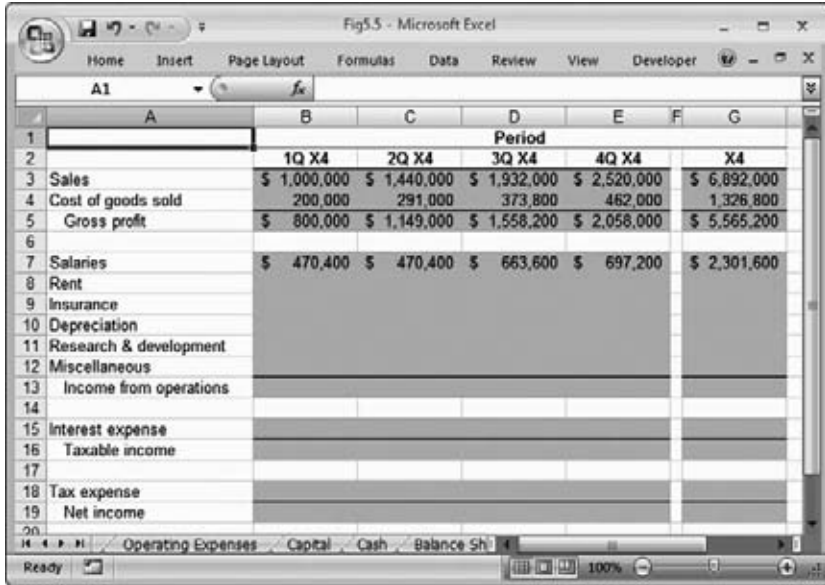 Fig5.5 - Microsoft Excel
Home Insert Page Layout Formulas Data Review View Developer
A1 fx
A B C D E F G
1 Period
2 1Q X4 2Q X4 3Q X4 4Q X4 X4
3 Sales $ 1,000,000 $ 1,440,000 $ 1,932,000 $ 2,520,000 $ 6,892,000
4 Cost of goods sold 200,000 291,000 373,800 462,000 1,326,800
5 Gross profit $ 800,000 $ 1,149,000 $ 1,558,200 $ 2,058,000 $ 5,565,200
6
7 Salaries $ 470,400 $ 470,400 $ 663,600 $ 697,200 $ 2,301,600
8 Rent
9 Insurance
10 Depreciation
11 Research & development
12 Miscellaneous
13 Income from operations
14
15 Interest expense
16 Taxable income
17
18 Tax expense
19 Net income
20
Operating Expenses Capital Cash Balance Sh
Ready 100%